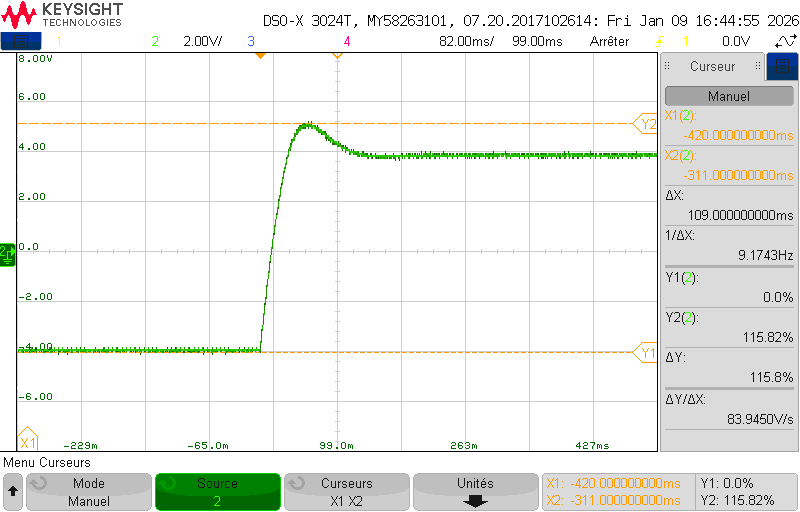 KEYSIGHT
TECHNOLOGIES
DSO-X 3024T, MY58263101, 07.20.2017102614: Fri Jan 09 16:44:55 2026
1 2 2.00V/ 3 4 82.00ms/ 99.00ms Arrêter 1 0.0V
8.00V
6.00
4.00
2.00
0.0
-2.00
-4.00
-6.00
2
Y2
Y1
X1
-229m -65.0m 99.0m 263m 427ms
Curseur
Manuel
X1(2):
-420.000000000ms
X2(2):
-311.000000000ms
ΔX:
109.000000000ms
1/ΔX:
9.1743Hz
Y1(2):
0.0%
Y2(2):
115.82%
ΔY:
115.8%
ΔY/ΔX:
83.9450V/s
Menu Curseurs
Mode
Manuel
Source
2
Curseurs
X1 X2
Unités
X1: -420.000000000ms
X2: -311.000000000ms
Y1: 0.0%
Y2: 115.82%